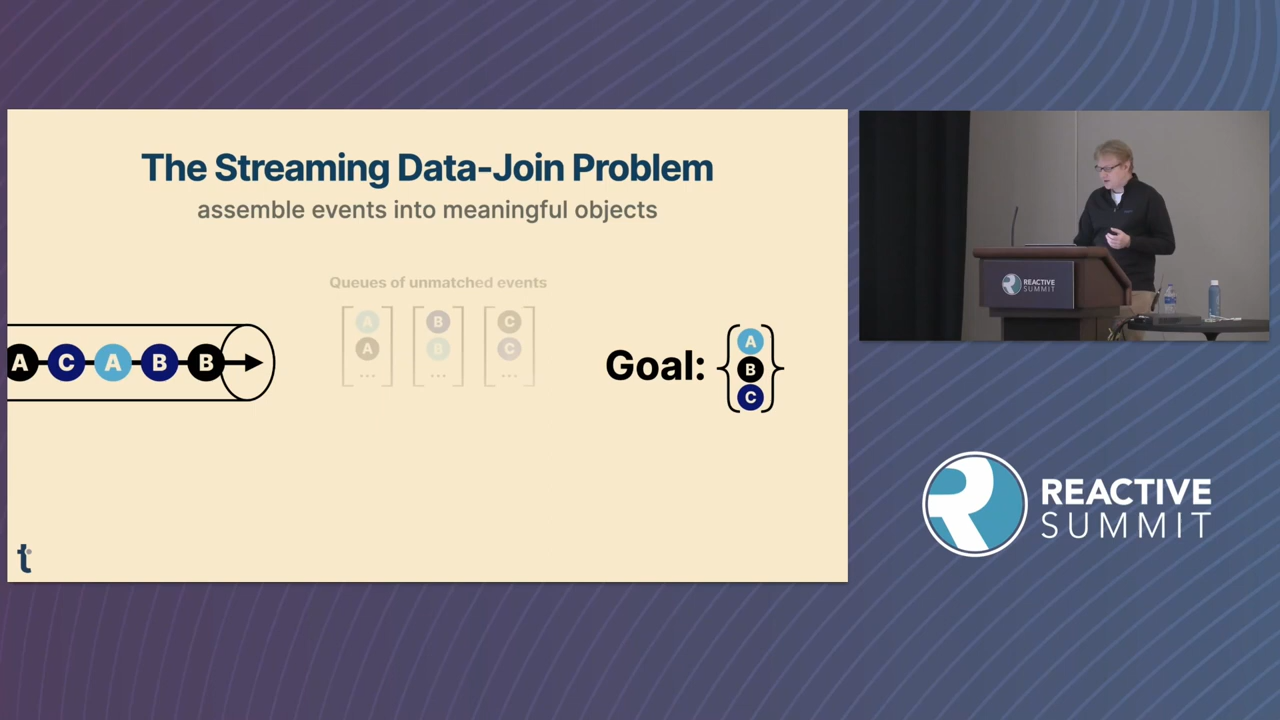 The Streaming Data-Join Problem
assemble events into meaningful objects
Queues of unmatched events
A B C
A B C
... ... ...
A C A B B
Goal:
A
B
C
t
REACTIVE
SUMMIT
REACTIVE
SUMMIT